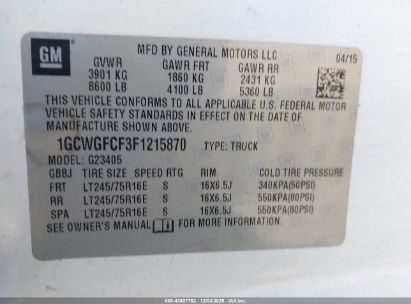 GM
MFD BY GENERAL MOTORS LLC
04/15
GVWR GAWR FRT GAWR RR
3901 KG 1860 KG 2431 KG
8600 LB 4100 LB 5360 LB
THIS VEHICLE CONFORMS TO ALL APPLICABLE U.S. FEDERAL MOTOR
VEHICLE SAFETY STANDARDS IN EFFECT ON THE DATE OF
MANUFACTURE SHOWN ABOVE.
1GCWGFCF3F1215870 TYPE: TRUCK
MODEL: G23405
GBBJ TIRE SIZE SPEED RTG RIM COLD TIRE PRESSURE
FRT LT245/75R16E S 16X6.5J 340KPA(50PSI)
RR LT245/75R16E S 16X6.5J 550KPA(80PSI)
SPA LT245/75R16E S 16X6.5J 550KPA(80PSI)
SEE OWNER'S MANUAL FOR MORE INFORMATION.